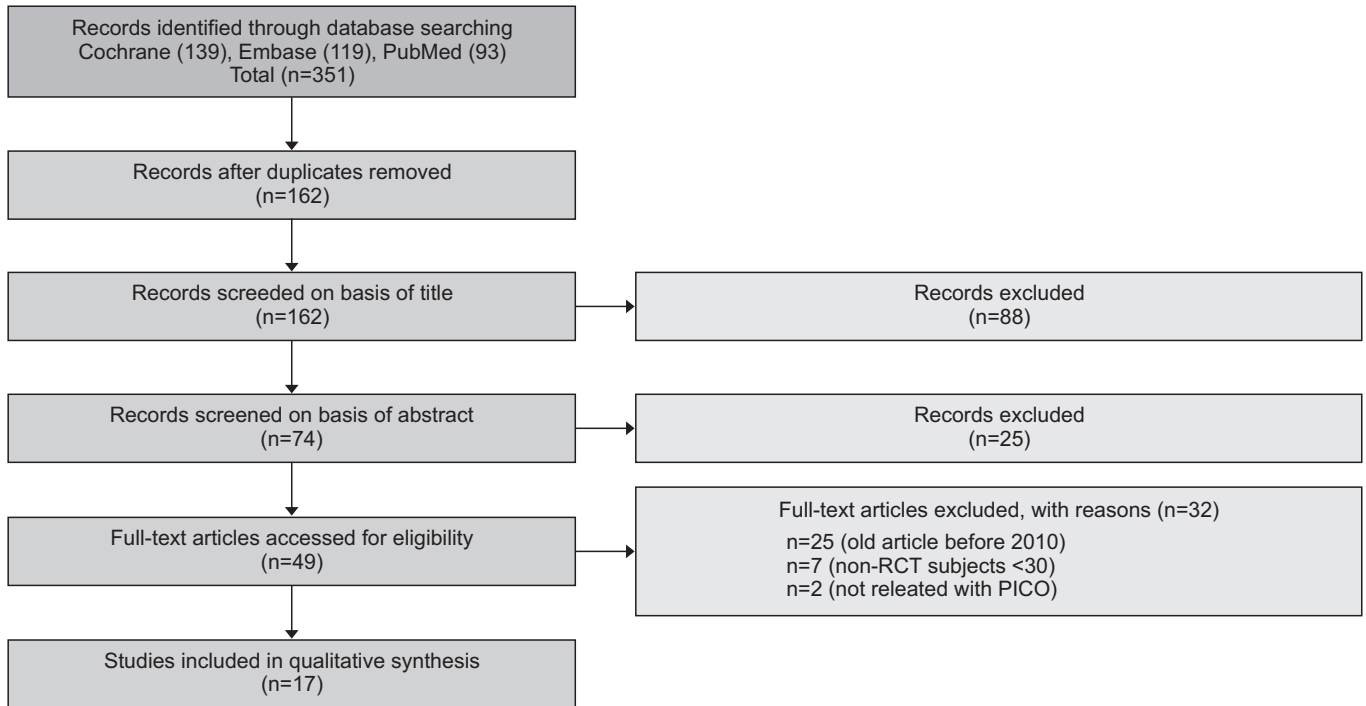 Records identified through database searching
Cochrane (139), Embase (119), PubMed (93)
Total (n=351)
Records after duplicates removed
(n=162)
Records screeded on basis of title
(n=162)
Records excluded
(n=88)
Records screened on basis of abstract
(n=74)
Records excluded
(n=25)
Full-text articles accessed for eligibility
(n=49)
Full-text articles excluded, with reasons (n=32)
n=25 (old article before 2010)
n=7 (non-RCT subjects <30)
n=2 (not releated with PICO)
Studies included in qualitative synthesis
(n=17)